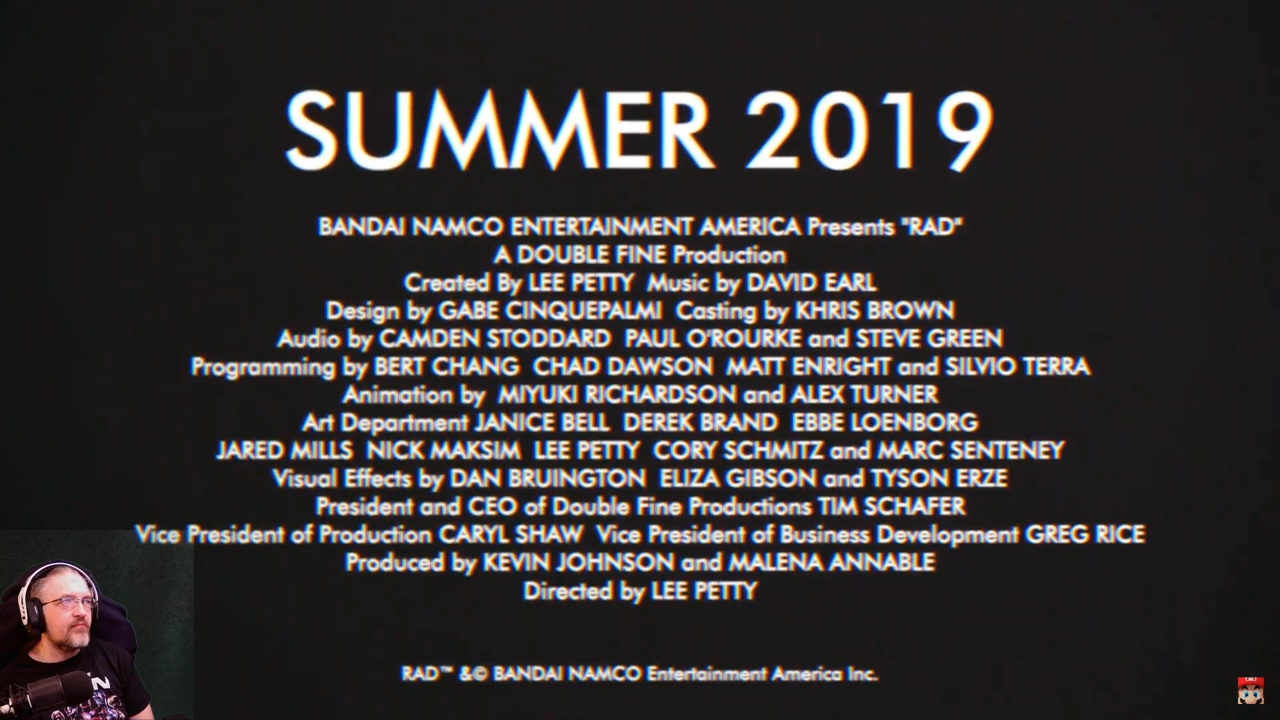 SUMMER 2019
BANDAI NAMCO ENTERTAINMENT AMERICA Presents "RAD"
A DOUBLE FINE Production
Created By LEE PETTY Music by DAVID EARL
Design by GABE CINQUEPALMI Casting by KHRIS BROWN
Audio by CAMDEN STODDARD PAUL O'ROURKE and STEVE GREEN
Programming by BERT CHANG CHAD DAWSON MATT ENRIGHT and SILVIO TERRA
Animation by MIYUKI RICHARDSON and ALEX TURNER
Art Department JANICE BELL DEREK BRAND EBBE LOENBORG
JARED MILLS NICK MAKSIM LEE PETTY CORY SCHMITZ and MARC SENTENEY
Visual Effects by DAN BRUINGTON ELIZA GIBSON and TYSON ERZE
President and CEO of Double Fine Productions TIM SCHAFER
Vice President of Production CARYL SHAW Vice President of Business Development GREG RICE
Produced by KEVIN JOHNSON and MALENA ANNABLE
Directed by LEE PETTY
RAD™ &© BANDAI NAMCO Entertainment America Inc.